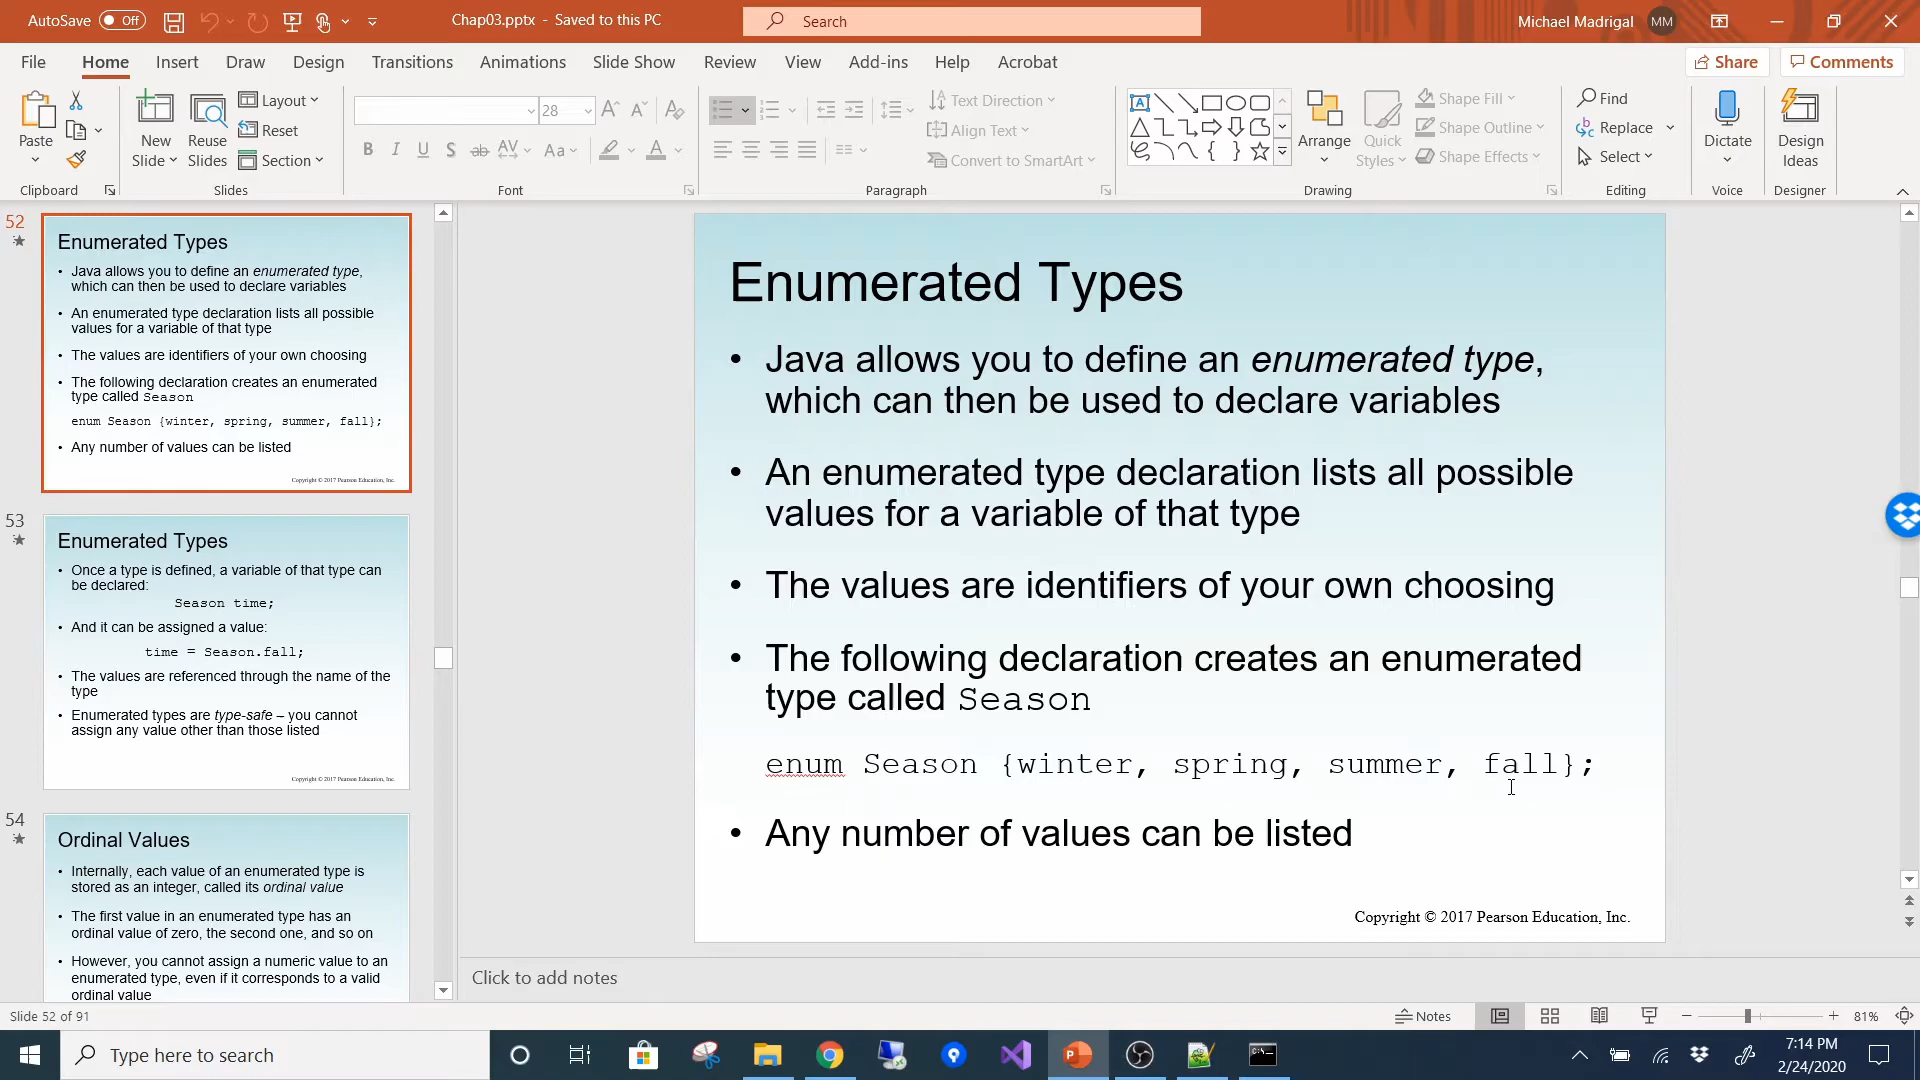 AutoSave Off
Chap03.pptx - Saved to this PC
Search
Michael Madrigal MM
File Home Insert Draw Design Transitions Animations Slide Show Review View Add-ins Help Acrobat
Share Comments
Paste
New
Slide
Reuse
Slides
Layout
Reset
Section
28
B I U S ab AV Aa A
Text Direction
Align Text
Convert to SmartArt
Arrange
Quick
Styles
Shape Fill
Shape Outline
Shape Effects
Find
Replace
Select
Dictate
Design
Ideas
Clipboard Slides Font Paragraph Drawing Editing Voice Designer
52
Enumerated Types
• Java allows you to define an enumerated type,
which can then be used to declare variables
• An enumerated type declaration lists all possible
values for a variable of that type
• The values are identifiers of your own choosing
• The following declaration creates an enumerated
type called Season
enum Season {winter, spring, summer, fall};
• Any number of values can be listed
Copyright © 2017 Pearson Education, Inc.
53
Enumerated Types
• Once a type is defined, a variable of that type can
be declared:
Season time;
• And it can be assigned a value:
time = Season.fall;
• The values are referenced through the name of the
type
• Enumerated types are type-safe – you cannot
assign any value other than those listed
Copyright © 2017 Pearson Education, Inc.
54
Ordinal Values
• Internally, each value of an enumerated type is
stored as an integer, called its ordinal value
• The first value in an enumerated type has an
ordinal value of zero, the second one, and so on
• However, you cannot assign a numeric value to an
enumerated type, even if it corresponds to a valid
ordinal value
Enumerated Types
• Java allows you to define an enumerated type,
which can then be used to declare variables
• An enumerated type declaration lists all possible
values for a variable of that type
• The values are identifiers of your own choosing
• The following declaration creates an enumerated
type called Season
enum Season {winter, spring, summer, fall};
• Any number of values can be listed
Copyright © 2017 Pearson Education, Inc.
Click to add notes
Slide 52 of 91
Notes
81%
Type here to search
7:14 PM
2/24/2020